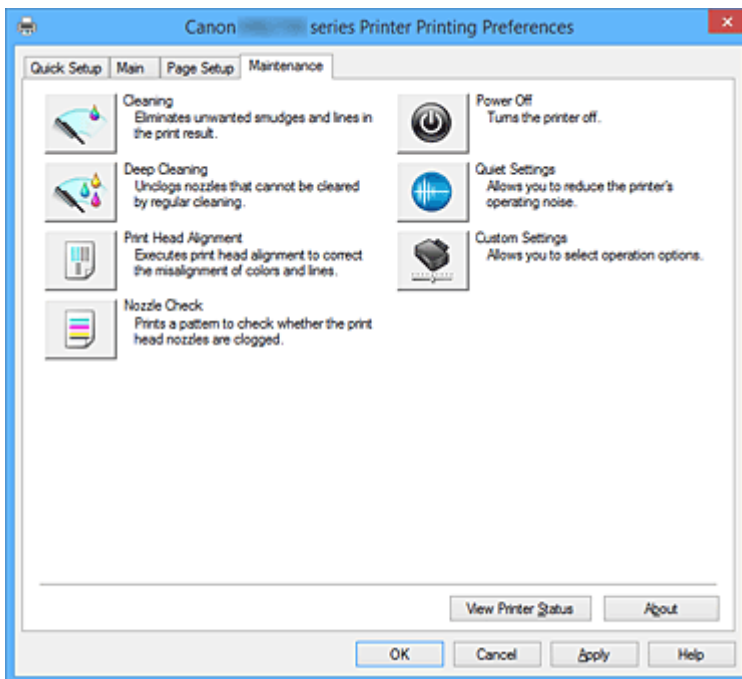 Canon series Printer Printing Preferences
Quick Setup Main Page Setup Maintenance
Cleaning
Eliminates unwanted smudges and lines in
the print result.
Power Off
Turns the printer off.
Deep Cleaning
Unclogs nozzles that cannot be cleared
by regular cleaning.
Quiet Settings
Allows you to reduce the printer's
operating noise.
Print Head Alignment
Executes print head alignment to correct
the misalignment of colors and lines.
Custom Settings
Allows you to select operation options.
Nozzle Check
Prints a pattern to check whether the print
head nozzles are clogged.
View Printer Status About
OK Cancel Apply Help